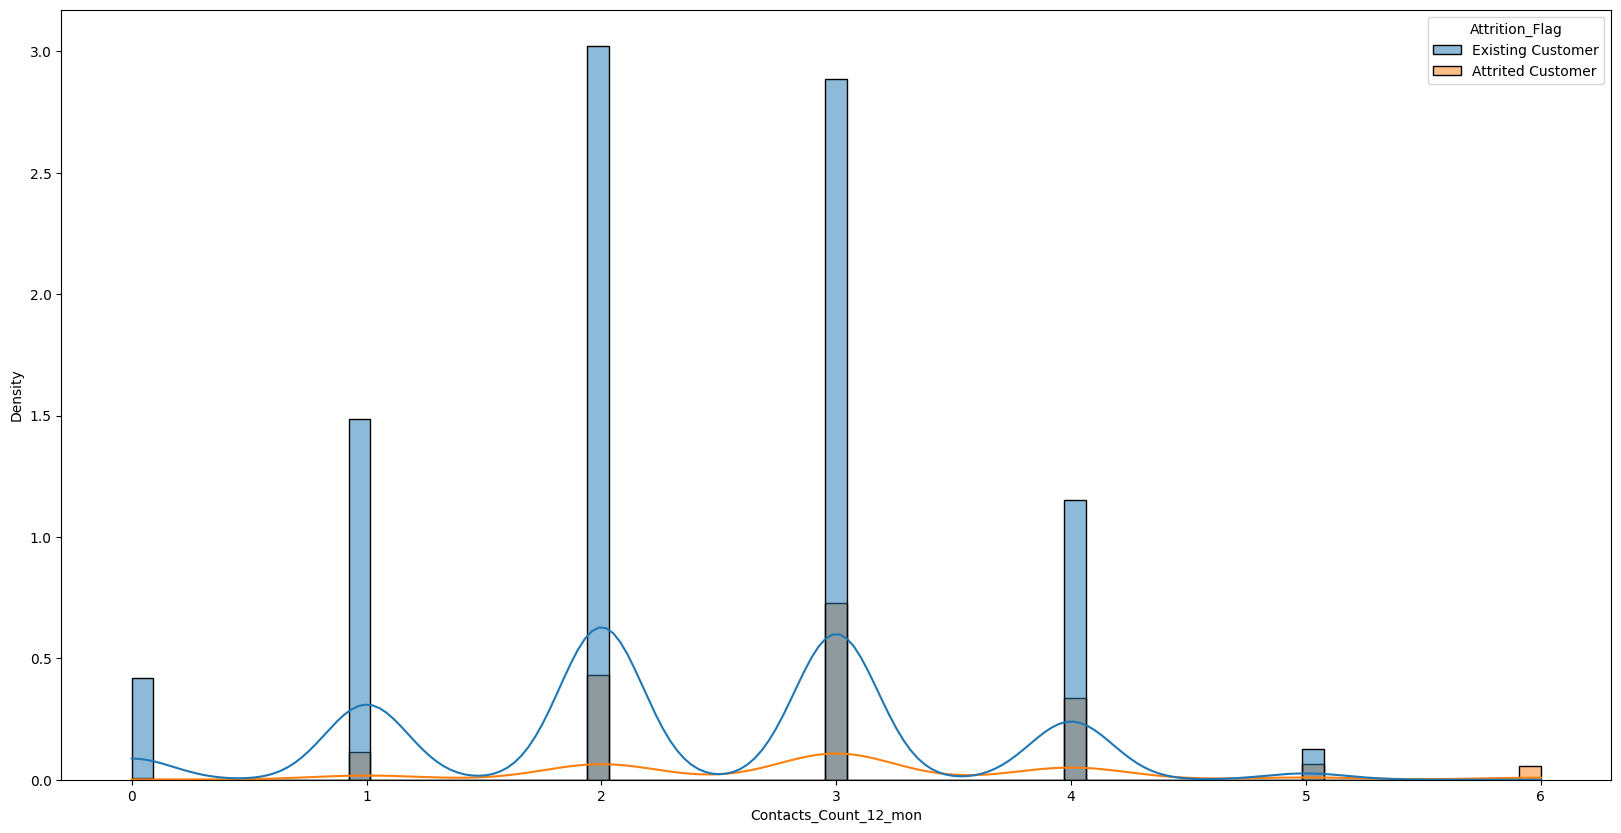 Attrition_Flag
Existing Customer
Attrited Customer
3.0
2.5
2.0
1.5
1.0
0.5
0.0
Density
0 1 2 3 4 5 6
Contacts_Count_12_mon